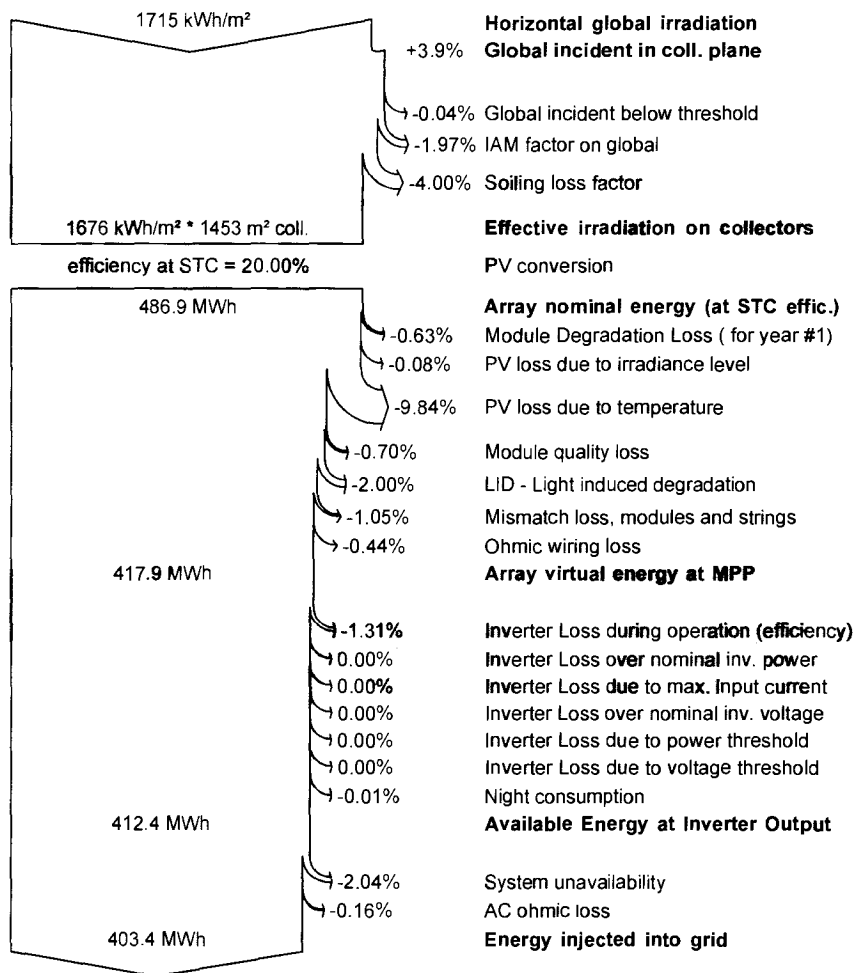 1715 kWh/m² Horizontal global irradiation
+3.9% Global incident in coll. plane
-0.04% Global incident below threshold
-1.97% IAM factor on global
-4.00% Soiling loss factor
1676 kWh/m² * 1453 m² coll. Effective irradiation on collectors
efficiency at STC = 20.00% PV conversion
486.9 MWh Array nominal energy (at STC effic.)
-0.63% Module Degradation Loss ( for year #1)
-0.08% PV loss due to irradiance level
-9.84% PV loss due to temperature
-0.70% Module quality loss
-2.00% LID - Light induced degradation
-1.05% Mismatch loss, modules and strings
-0.44% Ohmic wiring loss
417.9 MWh Array virtual energy at MPP
-1.31% Inverter Loss during operation (efficiency)
0.00% Inverter Loss over nominal inv. power
0.00% Inverter Loss due to max. Input current
0.00% Inverter Loss over nominal inv. voltage
0.00% Inverter Loss due to power threshold
0.00% Inverter Loss due to voltage threshold
-0.01% Night consumption
412.4 MWh Available Energy at Inverter Output
-2.04% System unavailability
-0.16% AC ohmic loss
403.4 MWh Energy injected into grid